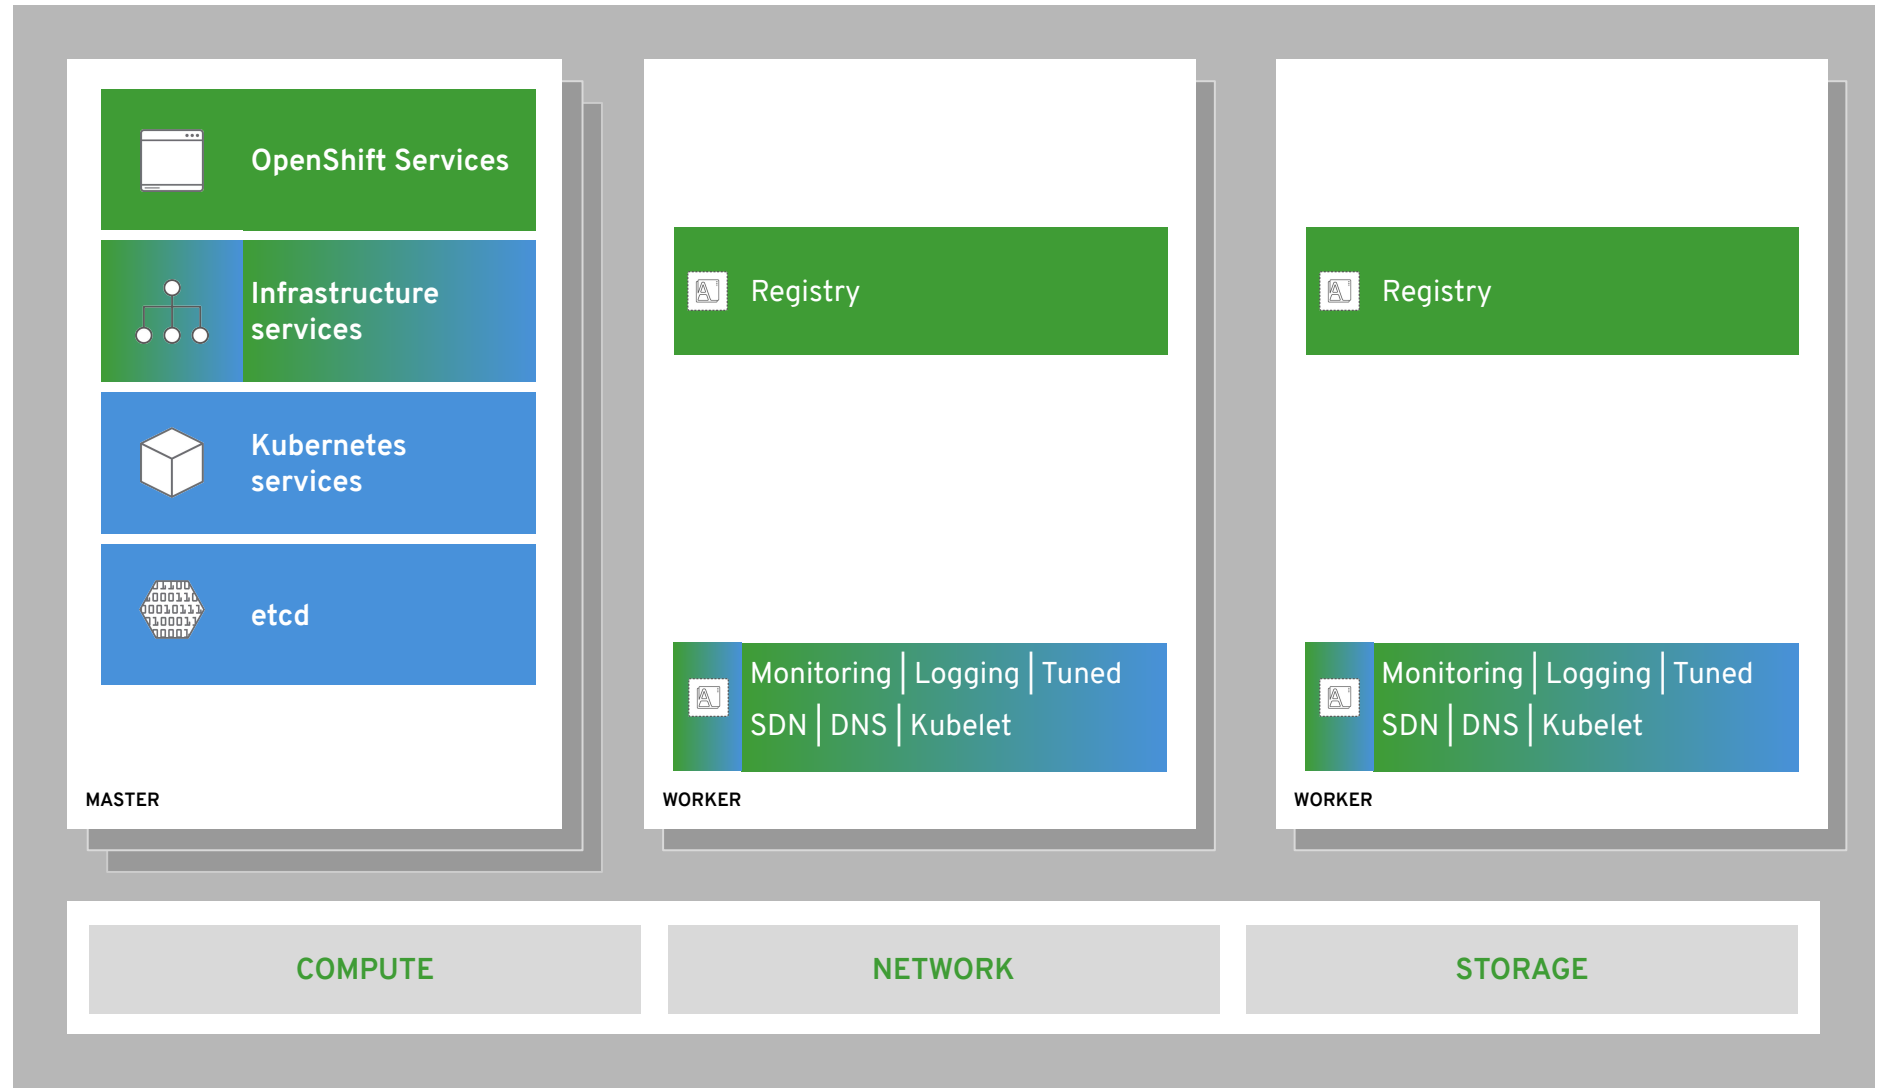 OpenShift Services
Infrastructure
services
Kubernetes
services
etcd
MASTER
Registry
Monitoring | Logging | Tuned
SDN | DNS | Kubelet
WORKER
Registry
Monitoring | Logging | Tuned
SDN | DNS | Kubelet
WORKER
COMPUTE
NETWORK
STORAGE